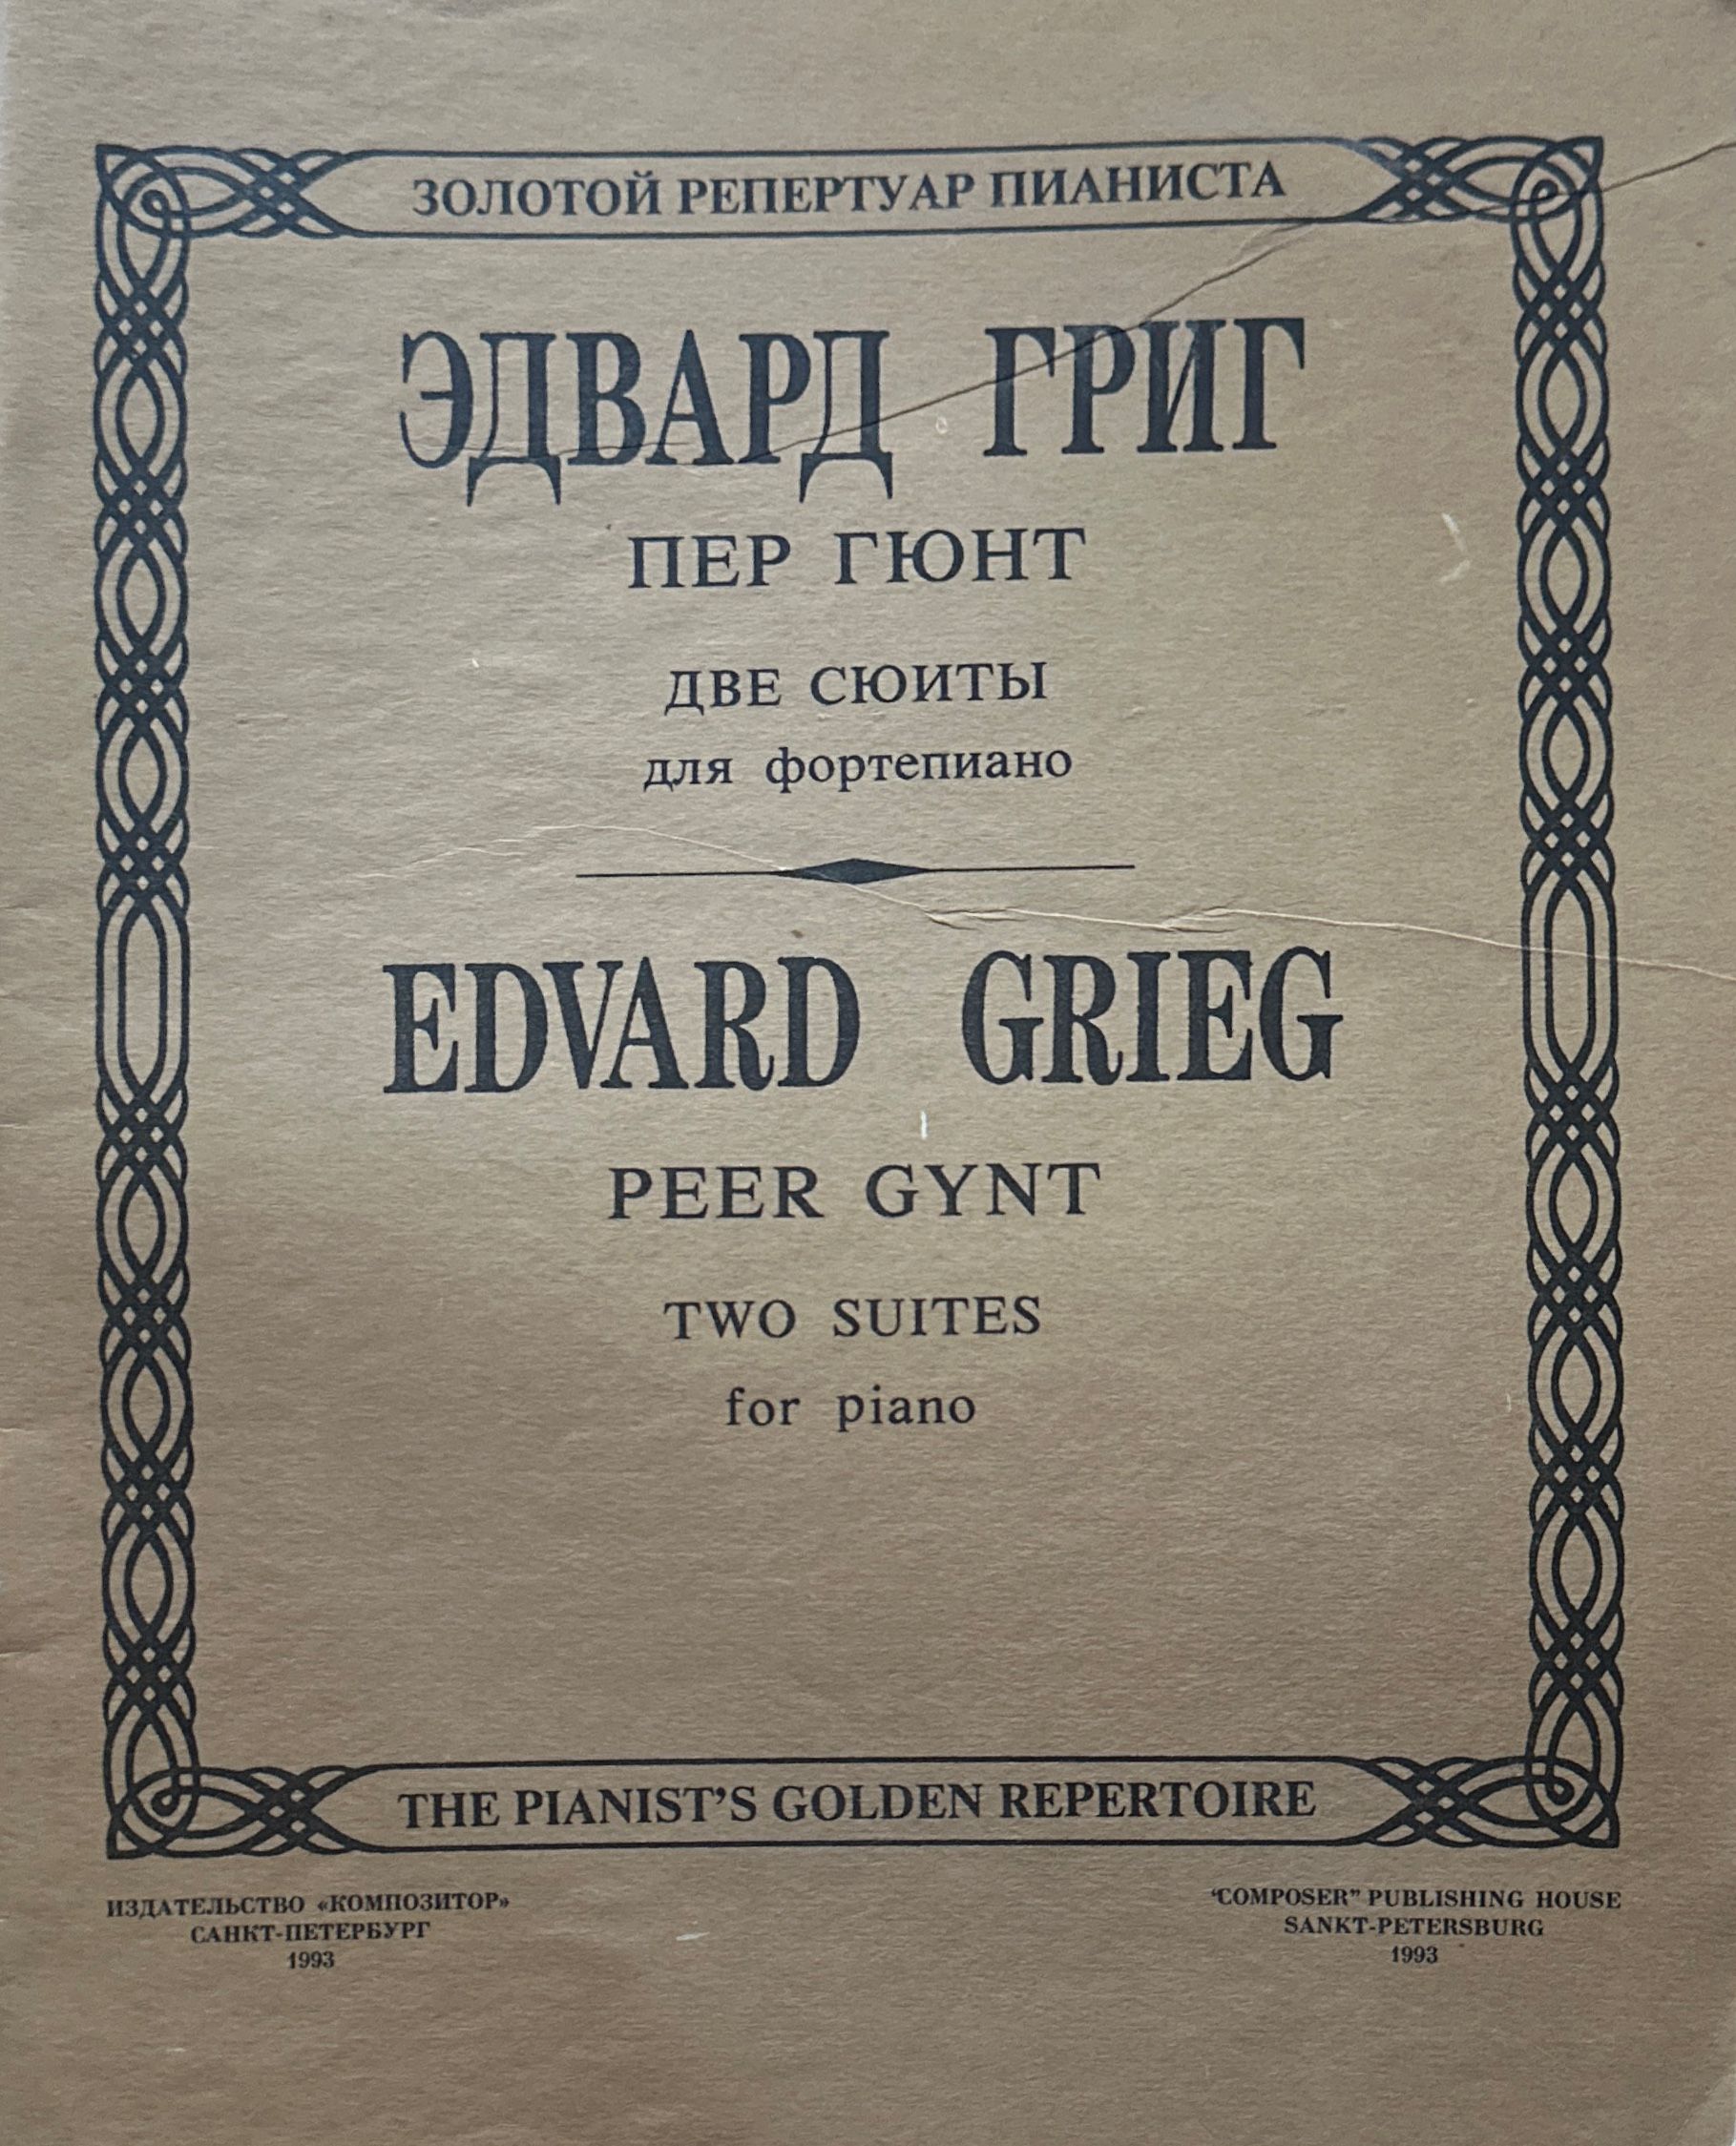 ЗОЛОТОЙ РЕПЕРТУАР ПИАНИСТА
ЭДВАРД ГРИГ
ПЕР ГЮНТ
ДВЕ СЮИТЫ
для фортепиано
EDVARD GRIEG
PEER GYNT
TWO SUITES
for piano
THE PIANIST’S GOLDEN REPERTOIRE
ИЗДАТЕЛЬСТВО «КОМПОЗИТОР»
САНКТ-ПЕТЕРБУРГ
1993
“COMPOSER” PUBLISHING HOUSE
SANKT-PETERSBURG
1993